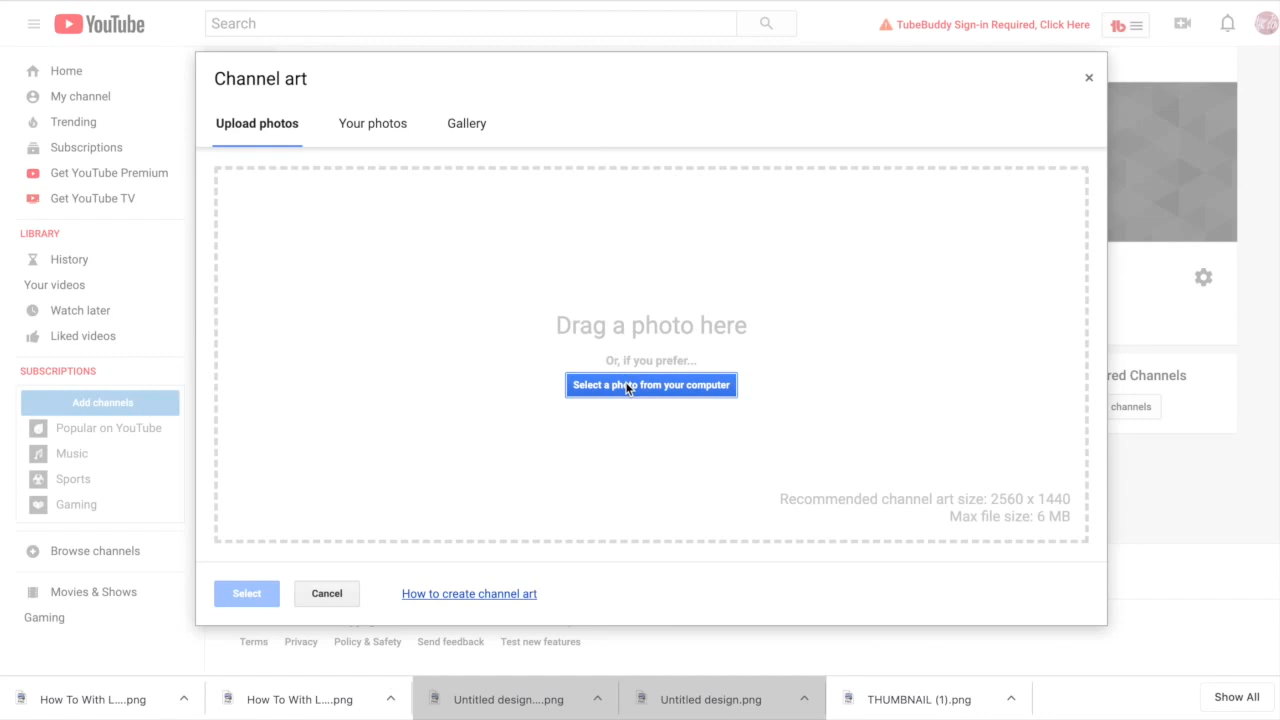 YouTube
Search
TubeBuddy Sign-in Required, Click Here
tb
Home
My channel
Trending
Subscriptions
Get YouTube Premium
Get YouTube TV
LIBRARY
History
Your videos
Watch later
Liked videos
SUBSCRIPTIONS
Add channels
Popular on YouTube
Music
Sports
Gaming
Browse channels
Movies & Shows
Gaming
Channel art
Upload photos
Your photos
Gallery
Drag a photo here
Or, if you prefer...
Select a photo from your computer
Recommended channel art size: 2560 x 1440
Max file size: 6 MB
Select
Cancel
How to create channel art
red Channels
channels
Terms
Privacy
Policy & Safety
Send feedback
Test new features
How To With L....png
How To With L....png
Untitled design....png
Untitled design.png
THUMBNAIL (1).png
Show All